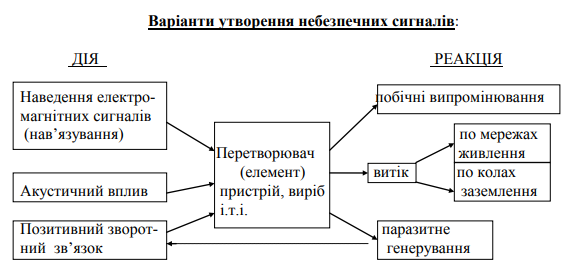 Варіанти утворення небезпечних сигналів:
ДІЯ
РЕАКЦІЯ
Наведення електро-
магнітних сигналів
(нав’язування)
Акустичний вплив
Позитивний зворот-
ний зв’язок
Перетворювач
(елемент)
пристрій, виріб
і.т.і.
побічні випромінювання
витік
по мережах
живлення
по колах
заземлення
паразитне
генерування